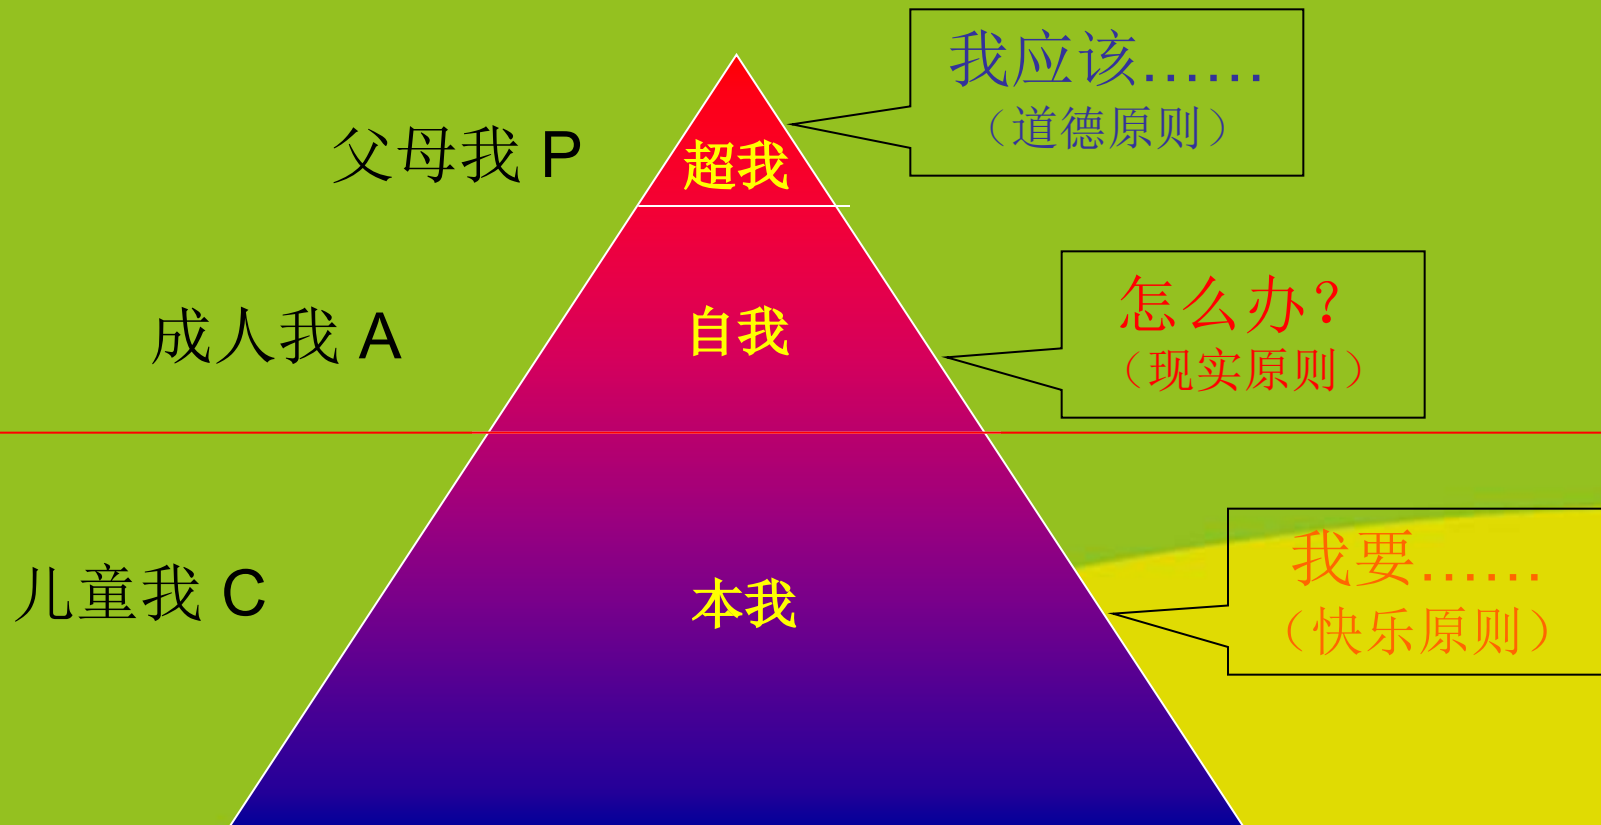 我应该……
（道德原则）
父母我 P
超我
怎么办？
（现实原则）
成人我 A
自我
我要……
（快乐原则）
儿童我 C
本我